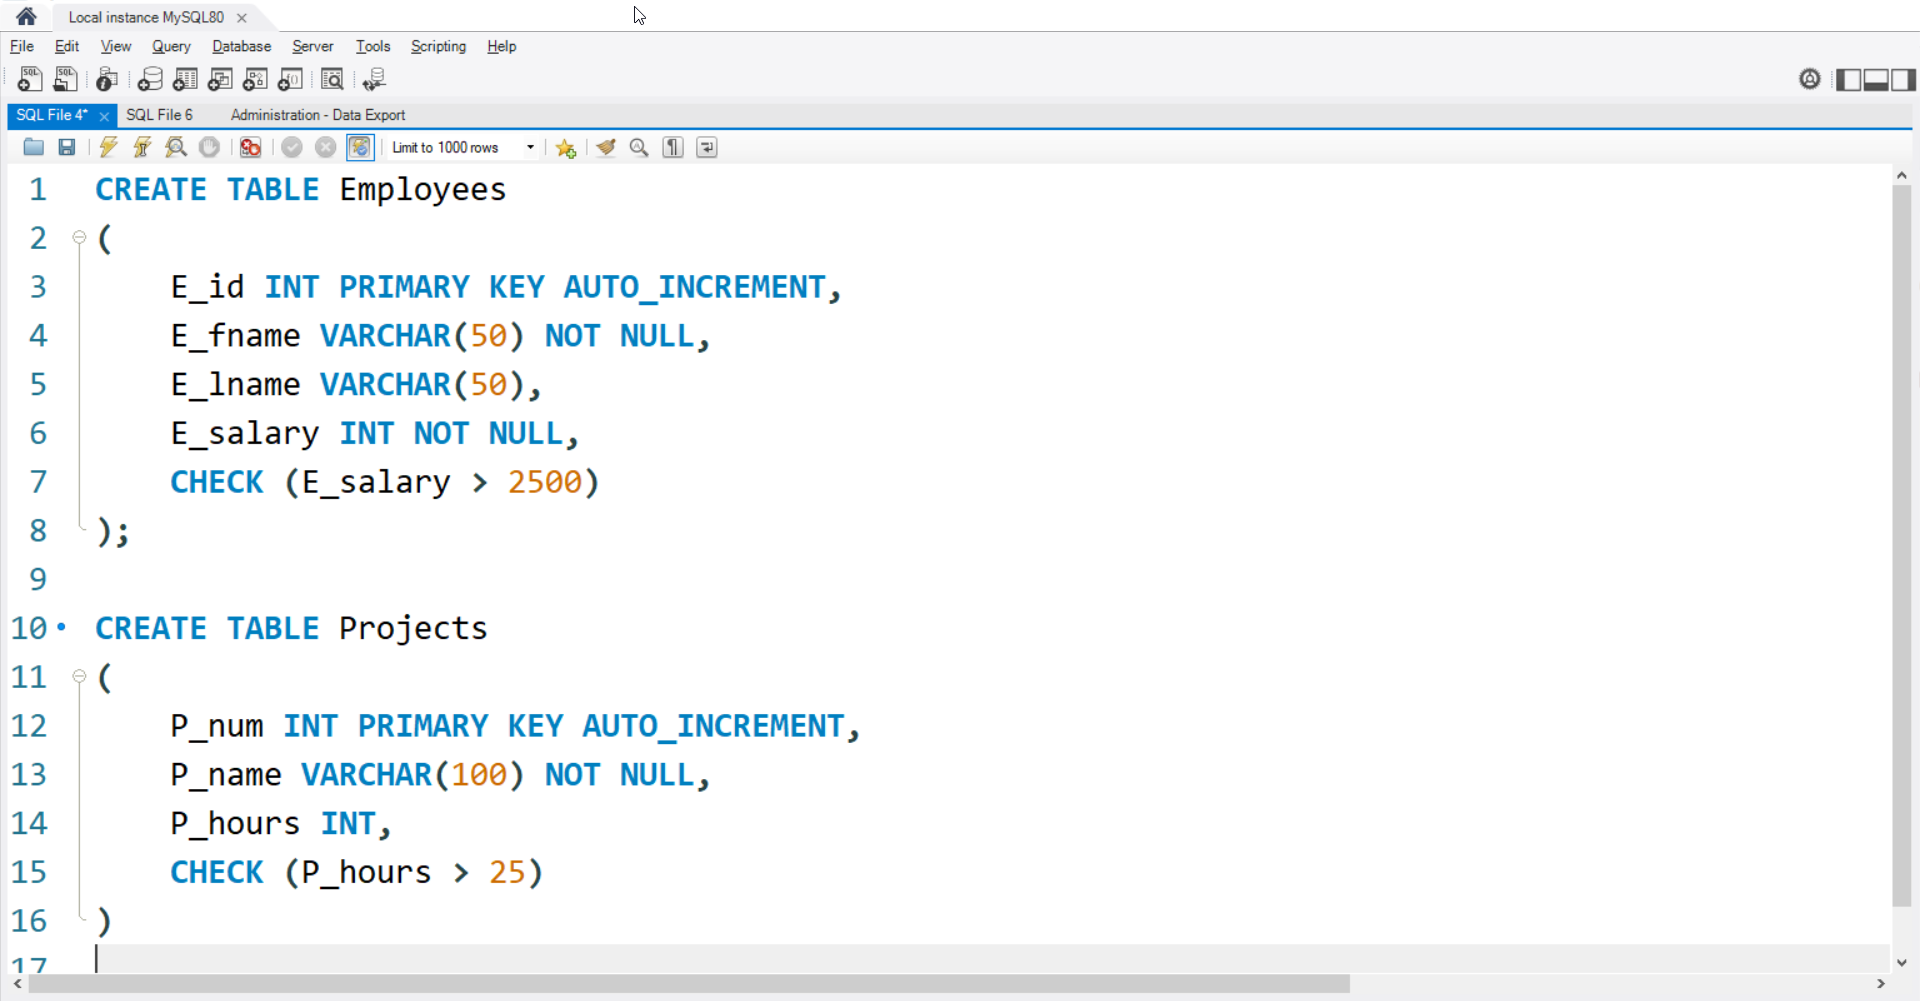 Local instance MySQL80
File Edit View Query Database Server Tools Scripting Help
SQL File 4* SQL File 6 Administration - Data Export
Limit to 1000 rows
1 CREATE TABLE Employees
2 (
3 E_id INT PRIMARY KEY AUTO_INCREMENT,
4 E_fname VARCHAR(50) NOT NULL,
5 E_lname VARCHAR(50),
6 E_salary INT NOT NULL,
7 CHECK (E_salary > 2500)
8 );
9
10 CREATE TABLE Projects
11 (
12 P_num INT PRIMARY KEY AUTO_INCREMENT,
13 P_name VARCHAR(100) NOT NULL,
14 P_hours INT,
15 CHECK (P_hours > 25)
16 )
17